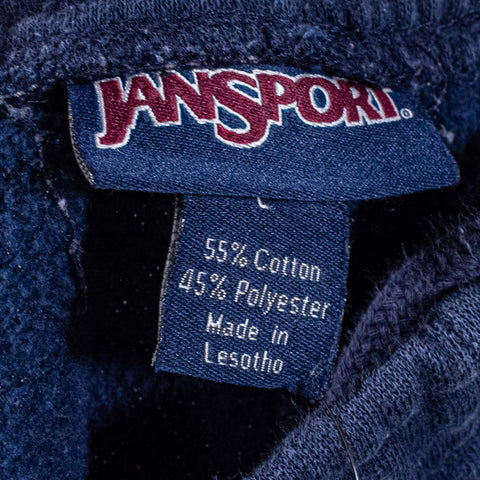 JANSPORT®
55% Cotton
45% Polyester
Made in
Lesotho